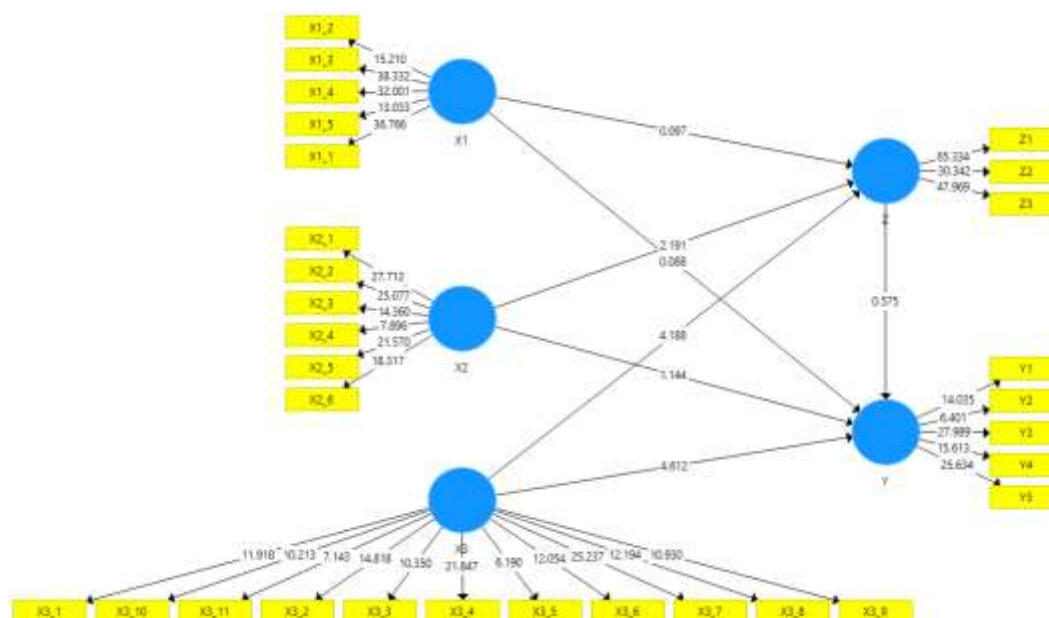 X1_2
X1_3
X1_4
X1_5
X1_1
15.210
38.332
32.001
13.033
36.766
X1
0.097
0.088
Z1
Z2
Z3
85.334
30.342
47.969
Z
X2_1
X2_2
X2_3
X2_4
X2_5
X2_6
27.712
25.677
14.360
7.896
21.570
18.317
X2
2.191
1.144
4.188
0.575
Y1
Y2
Y3
Y4
Y5
14.035
6.401
27.989
15.613
25.634
Y
4.612
X3
11.918
10.213
7.143
14.818
10.350
21.847
6.190
12.054
25.237
12.194
10.930
X3_1
X3_10
X3_11
X3_2
X3_3
X3_4
X3_5
X3_6
X3_7
X3_8
X3_9